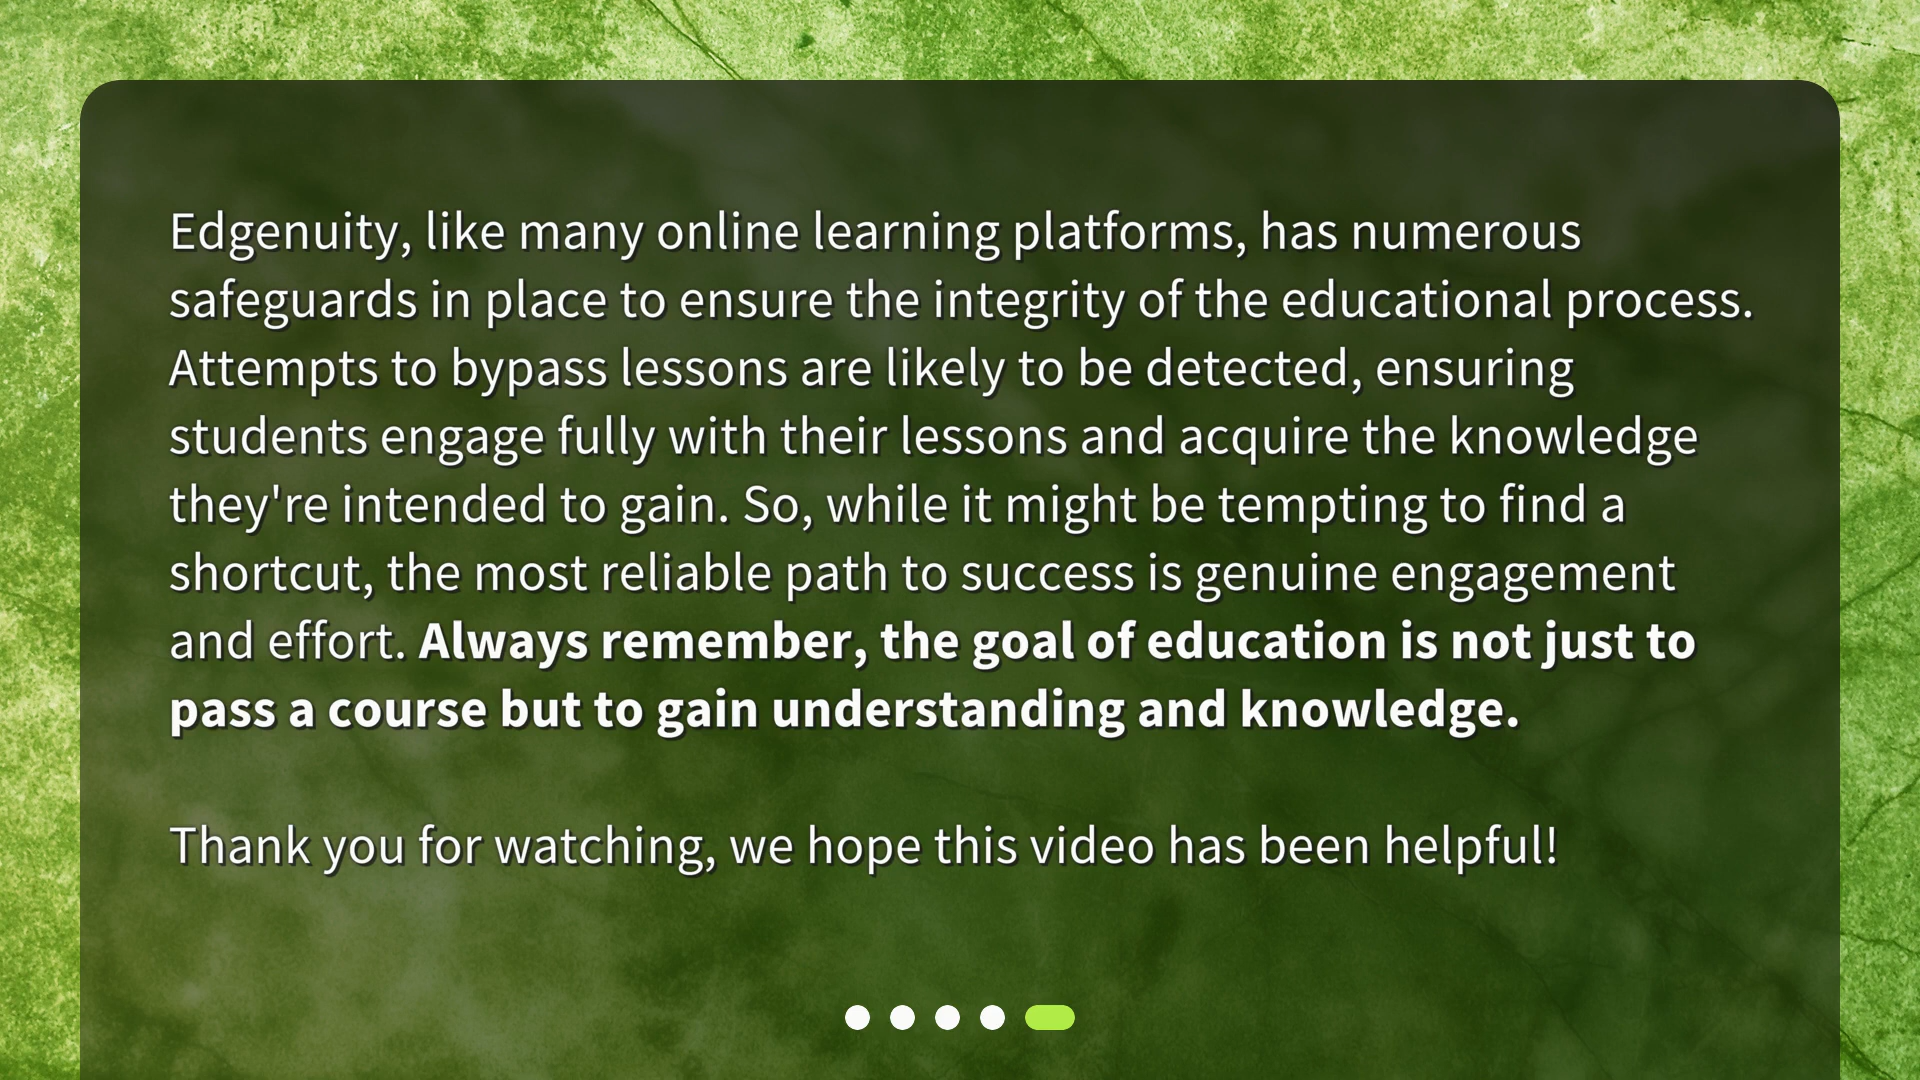 Edgenuity, like many online learning platforms, has numerous
safeguards in place to ensure the integrity of the educational process.
Attempts to bypass lessons are likely to be detected, ensuring
students engage fully with their lessons and acquire the knowledge
they're intended to gain. So, while it might be tempting to find a
shortcut, the most reliable path to success is genuine engagement
and effort. Always remember, the goal of education is not just to
pass a course but to gain understanding and knowledge.
Thank you for watching, we hope this video has been helpful!